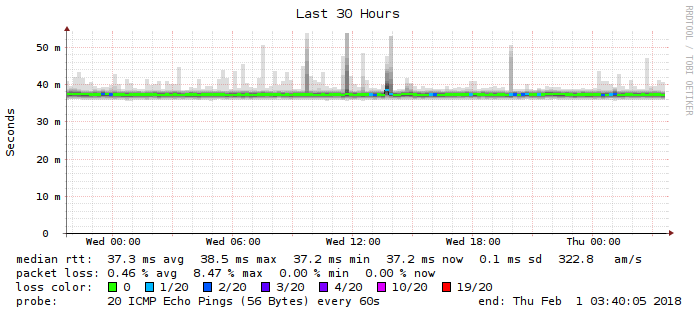 Last 30 Hours
RRDTOOL / TOBI OETIKER
Seconds
50 m
40 m
30 m
20 m
10 m
0
Wed 00:00 Wed 06:00 Wed 12:00 Wed 18:00 Thu 00:00
median rtt: 37.3 ms avg 38.5 ms max 37.2 ms min 37.2 ms now 0.1 ms sd 322.8 am/s
packet loss: 0.46 % avg 8.47 % max 0.00 % min 0.00 % now
loss color: 0 1/20 2/20 3/20 4/20 10/20 19/20
probe: 20 ICMP Echo Pings (56 Bytes) every 60s end: Thu Feb 1 03:40:05 2018